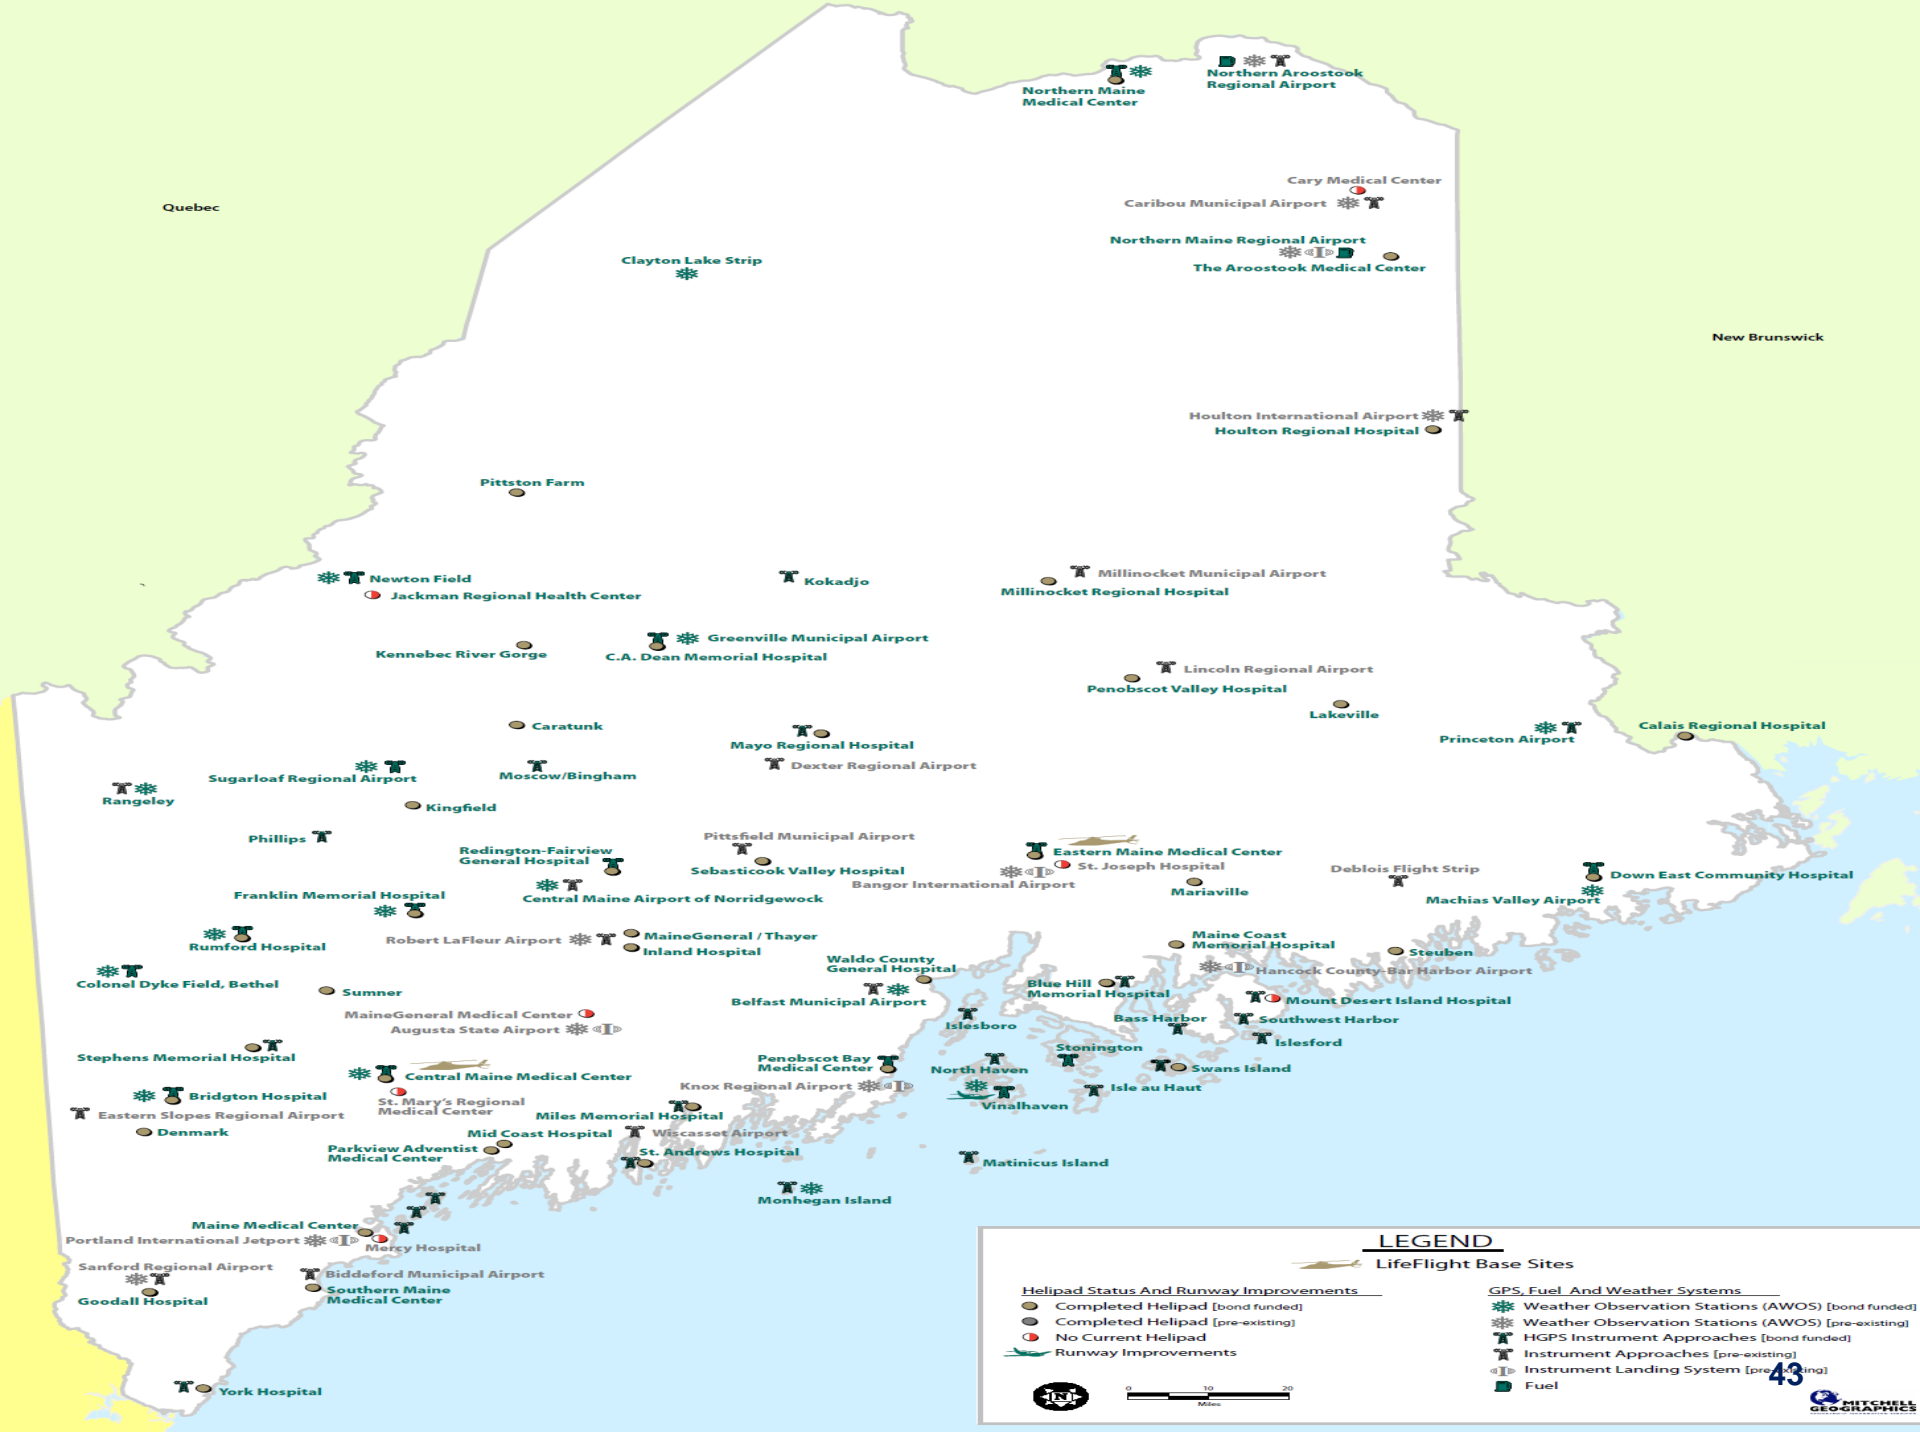 Northern Maine
Medical Center
Northern Aroostook
Regional Airport
Quebec
Cary Medical Center
Caribou Municipal Airport
Northern Maine Regional Airport
The Aroostook Medical Center
Clayton Lake Strip
New Brunswick
Houlton International Airport
Houlton Regional Hospital
Pittston Farm
Newton Field
Jackman Regional Health Center
Kokadjo
Millinocket Municipal Airport
Millinocket Regional Hospital
Greenville Municipal Airport
Kennebec River Gorge
C.A. Dean Memorial Hospital
Lincoln Regional Airport
Penobscot Valley Hospital
Lakeville
Caratunk
Mayo Regional Hospital
Princeton Airport
Calais Regional Hospital
Dexter Regional Airport
Sugarloaf Regional Airport
Moscow/Bingham
Rangeley
Kingfield
Phillips
Pittsfield Municipal Airport
Redington-Fairview
General Hospital
Sebasticook Valley Hospital
Eastern Maine Medical Center
St. Joseph Hospital
Bangor International Airport
Mariaville
Deblois Flight Strip
Down East Community Hospital
Machias Valley Airport
Franklin Memorial Hospital
Central Maine Airport of Norridgewock
Rumford Hospital
Robert LaFleur Airport
MaineGeneral / Thayer
Inland Hospital
Maine Coast
Memorial Hospital
Steuben
Waldo County
General Hospital
Hancock County-Bar Harbor Airport
Colonel Dyke Field, Bethel
Sumner
Blue Hill
Memorial Hospital
Belfast Municipal Airport
Mount Desert Island Hospital
MaineGeneral Medical Center
Augusta State Airport
Islesboro
Bass Harbor
Southwest Harbor
Islesford
Stonington
Stephens Memorial Hospital
Penobscot Bay
Medical Center
North Haven
Swans Island
Central Maine Medical Center
Knox Regional Airport
Isle au Haut
Bridgton Hospital
St. Mary's Regional
Medical Center
Vinalhaven
Eastern Slopes Regional Airport
Miles Memorial Hospital
Denmark
Mid Coast Hospital
Wiscasset Airport
Parkview Adventist
Medical Center
St. Andrews Hospital
Matinicus Island
Monhegan Island
Maine Medical Center
Portland International Jetport
Mercy Hospital
Sanford Regional Airport
Biddeford Municipal Airport
Goodall Hospital
Southern Maine
Medical Center
York Hospital
LEGEND
LifeFlight Base Sites
Helipad Status And Runway Improvements
Completed Helipad [bond funded]
Completed Helipad [pre-existing]
No Current Helipad
Runway Improvements
GPS, Fuel And Weather Systems
Weather Observation Stations (AWOS) [bond funded]
Weather Observation Stations (AWOS) [pre-existing]
HGPS Instrument Approaches [bond funded]
Instrument Approaches [pre-existing]
Instrument Landing System [pre-existing]
Fuel
43
N
0 10 20
Miles
MITCHELL
GEOGRAPHICS